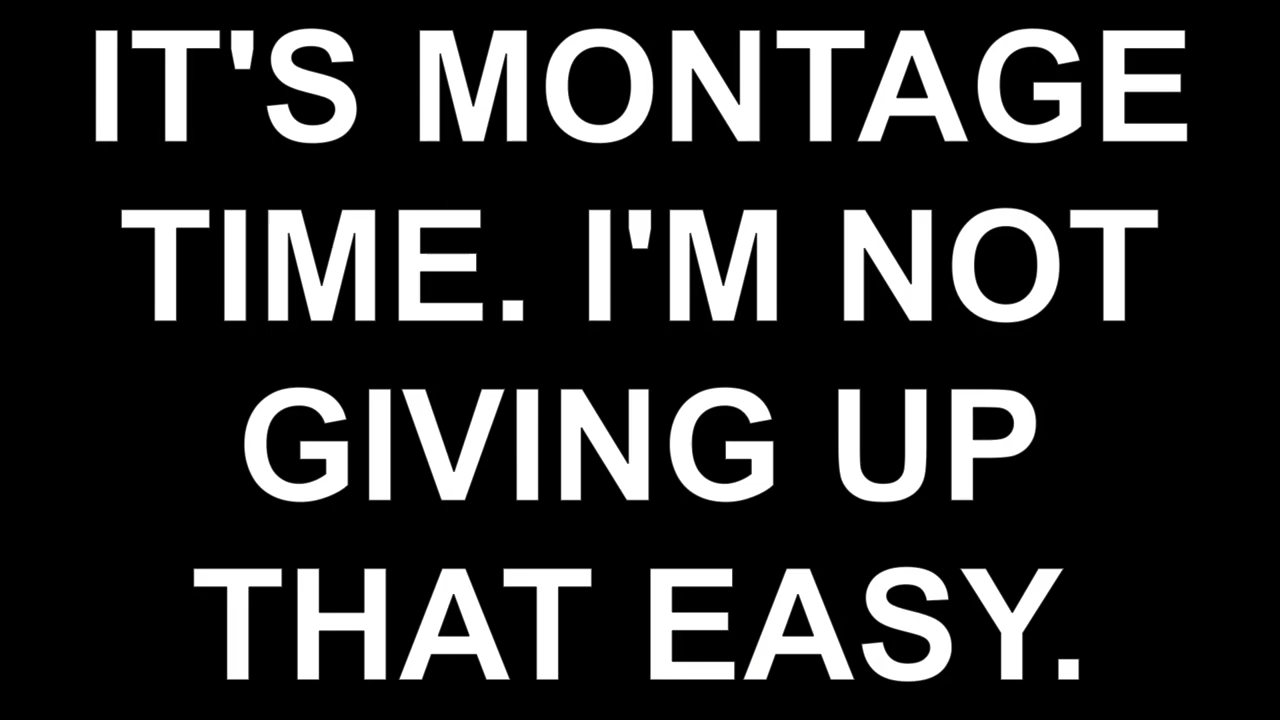 IT'S MONTAGE
TIME. I'M NOT
GIVING UP
THAT EASY.